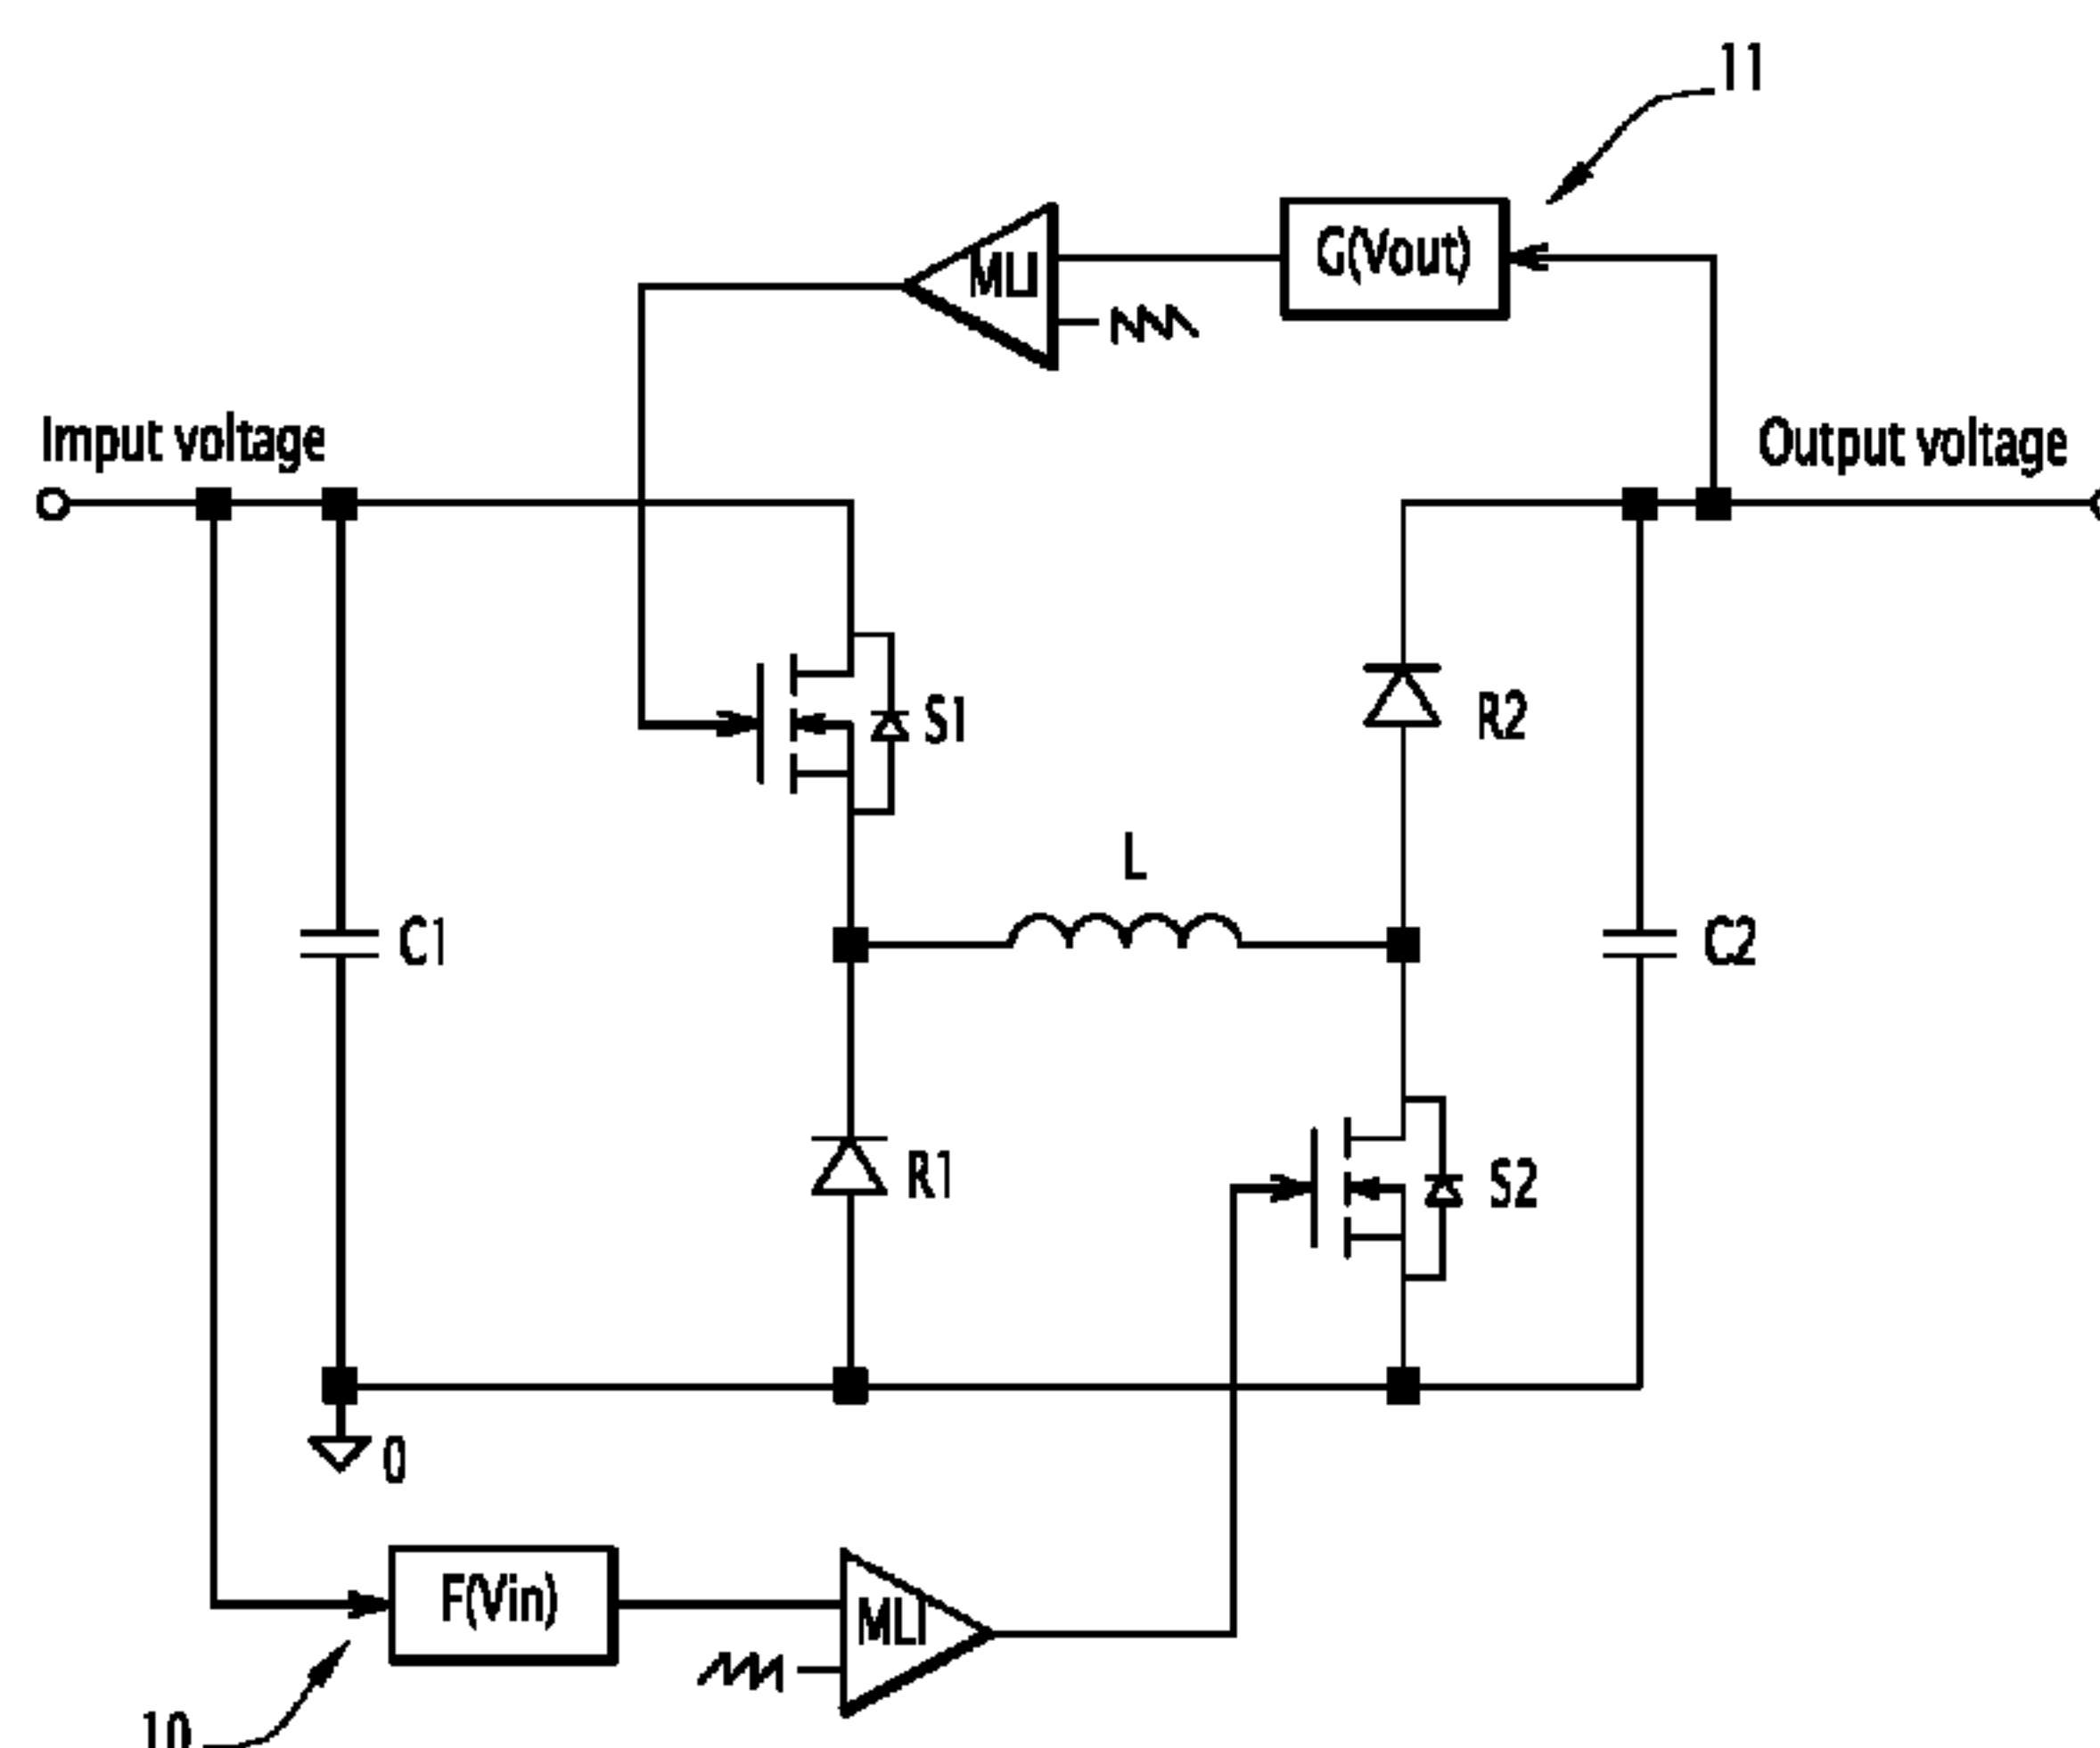 11
G(Vout)
MLI
Imput voltage
Output voltage
S1
R2
L
C1
C2
R1
S2
0
F(Vin)
MLI
10